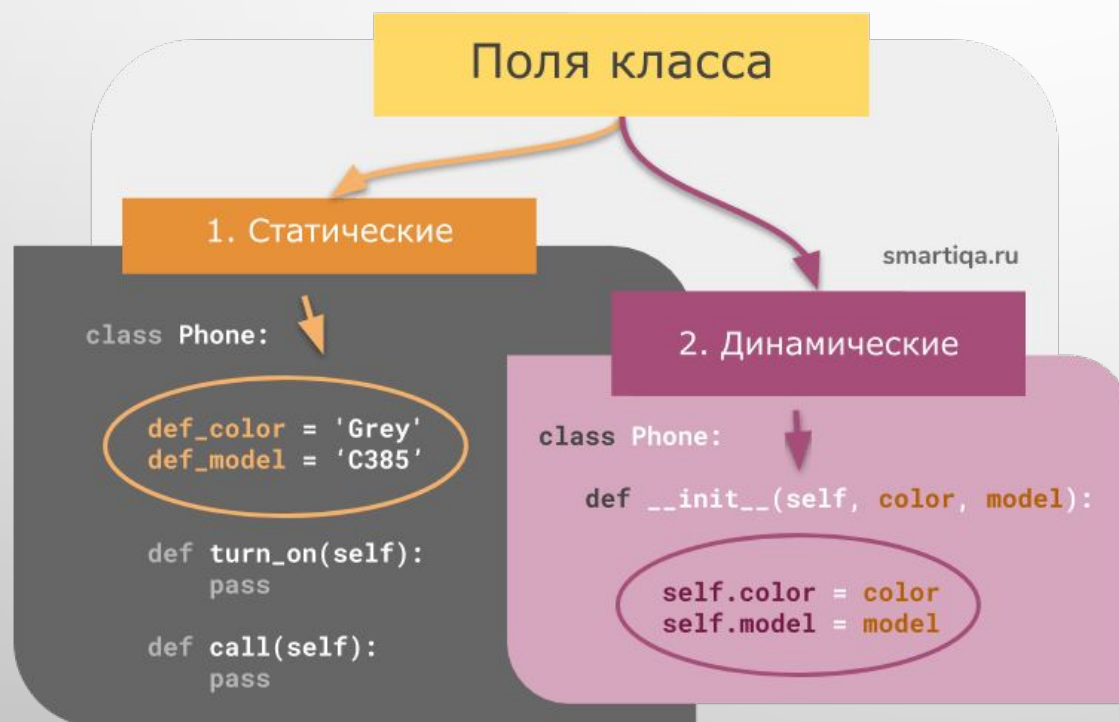 Поля класса
1. Статические
smartiqa.ru
class Phone:
def_color = 'Grey'
def_model = ‘C385’
def turn_on(self):
pass
def call(self):
pass
2. Динамические
class Phone:
def __init__(self, color, model):
self.color = color
self.model = model